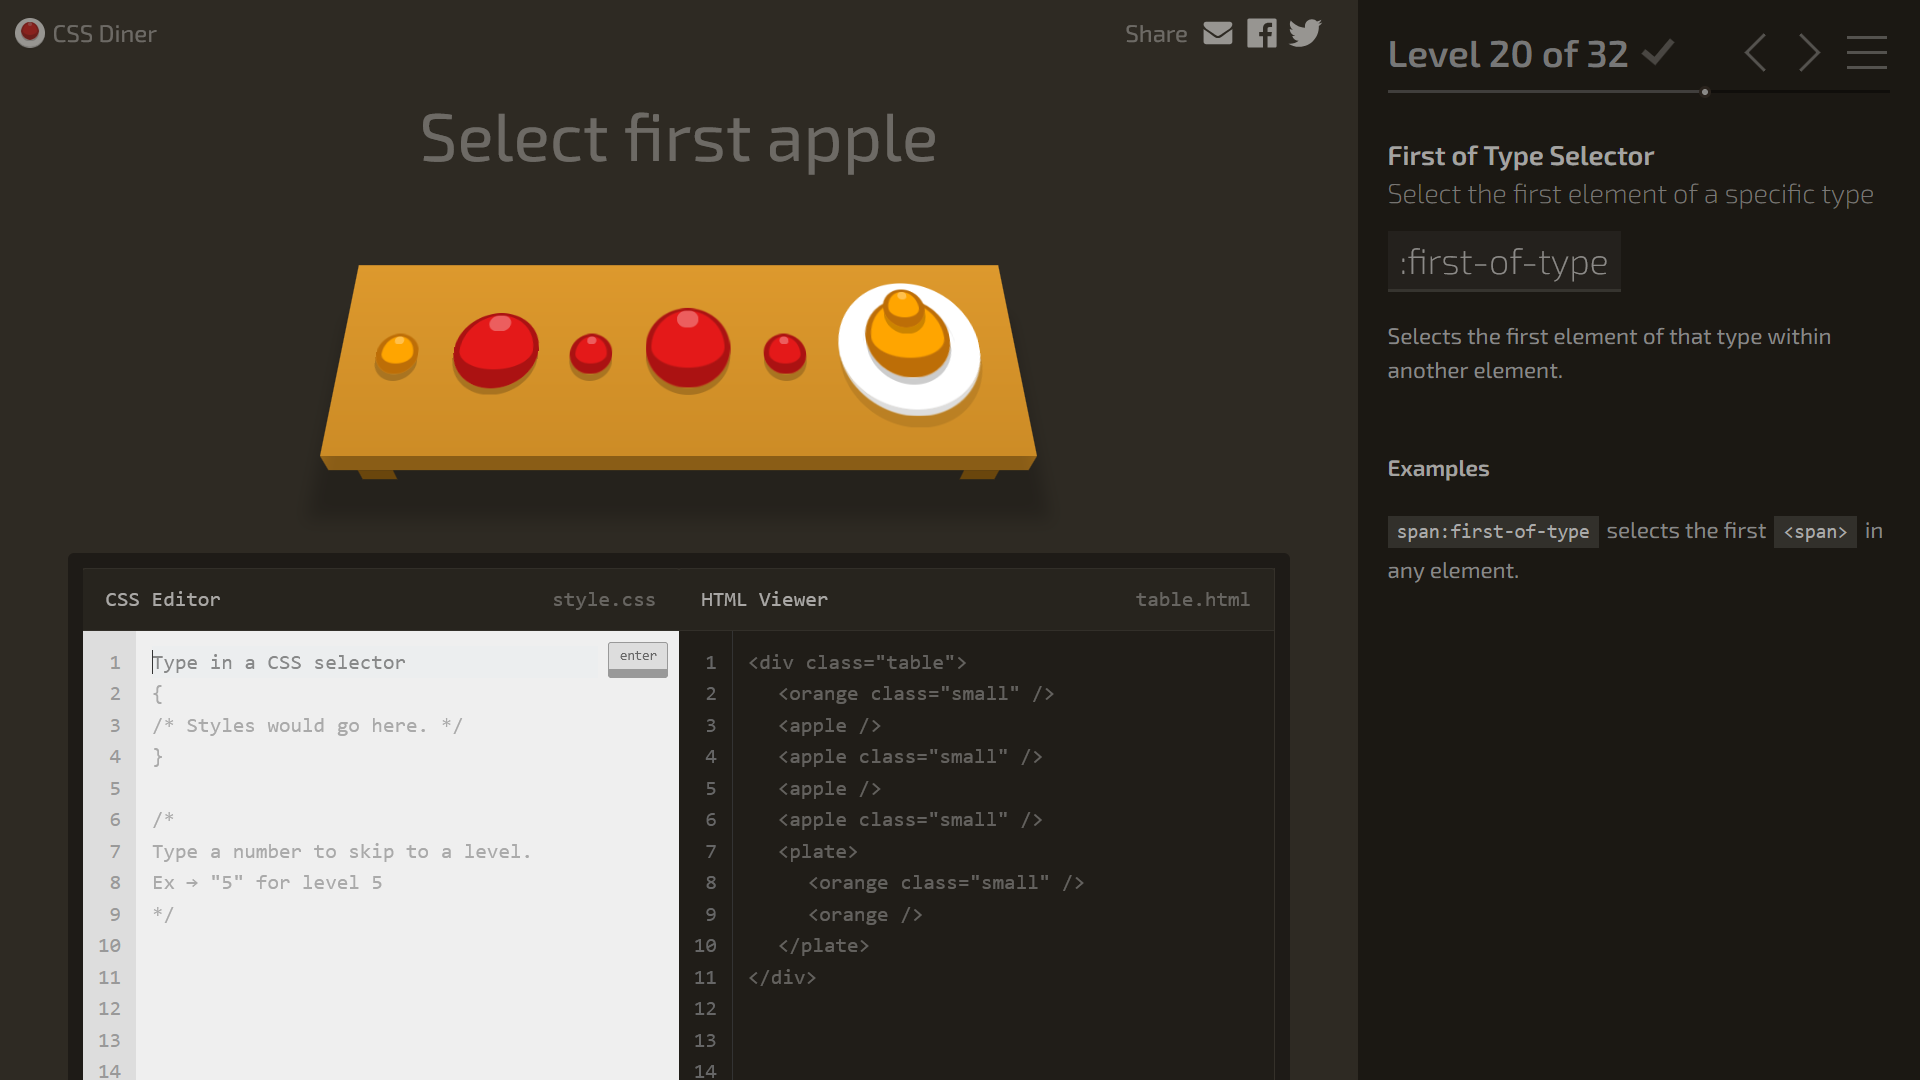 CSS Diner
Share
Select first apple
CSS Editor
style.css
HTML Viewer
table.html
1
2
3
4
5
6
7
8
9
10
11
12
13
14
Type in a CSS selector
enter
{
/* Styles would go here. */
}
/*
Type a number to skip to a level.
Ex → "5" for level 5
*/
1
2
3
4
5
6
7
8
9
10
11
12
13
14
<div class="table">
<orange class="small" />
<apple />
<apple class="small" />
<apple />
<apple class="small" />
<plate>
<orange class="small" />
<orange />
</plate>
</div>
Level 20 of 32
First of Type Selector
Select the first element of a specific type
:first-of-type
Selects the first element of that type within
another element.
Examples
span:first-of-type selects the first <span> in
any element.